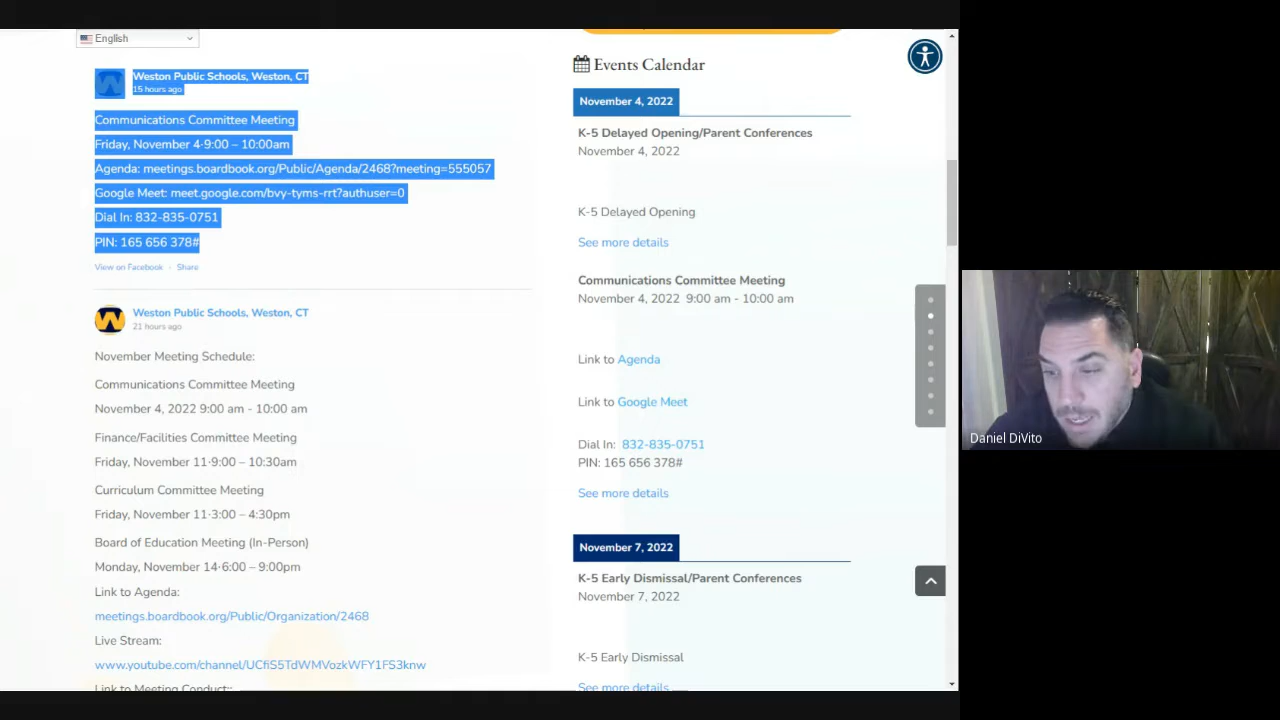 English
Weston Public Schools, Weston, CT
15 hours ago
Communications Committee Meeting
Friday, November 4·9:00 – 10:00am
Agenda: meetings.boardbook.org/Public/Agenda/2468?meeting=555057
Google Meet: meet.google.com/bvy-tyms-rrt?authuser=0
Dial In: 832-835-0751
PIN: 165 656 378#
View on Facebook · Share
Weston Public Schools, Weston, CT
21 hours ago
November Meeting Schedule:
Communications Committee Meeting
November 4, 2022 9:00 am - 10:00 am
Finance/Facilities Committee Meeting
Friday, November 11·9:00 – 10:30am
Curriculum Committee Meeting
Friday, November 11·3:00 – 4:30pm
Board of Education Meeting (In-Person)
Monday, November 14·6:00 – 9:00pm
Link to Agenda:
meetings.boardbook.org/Public/Organization/2468
Live Stream:
www.youtube.com/channel/UCfiS5TdWMVozkWFY1FS3knw
Link to Meeting Conduct::
Events Calendar
November 4, 2022
K-5 Delayed Opening/Parent Conferences
November 4, 2022
K-5 Delayed Opening
See more details
Communications Committee Meeting
November 4, 2022 9:00 am - 10:00 am
Link to Agenda
Link to Google Meet
Dial In: 832-835-0751
PIN: 165 656 378#
See more details
November 7, 2022
K-5 Early Dismissal/Parent Conferences
November 7, 2022
K-5 Early Dismissal
See more details
Daniel DiVito